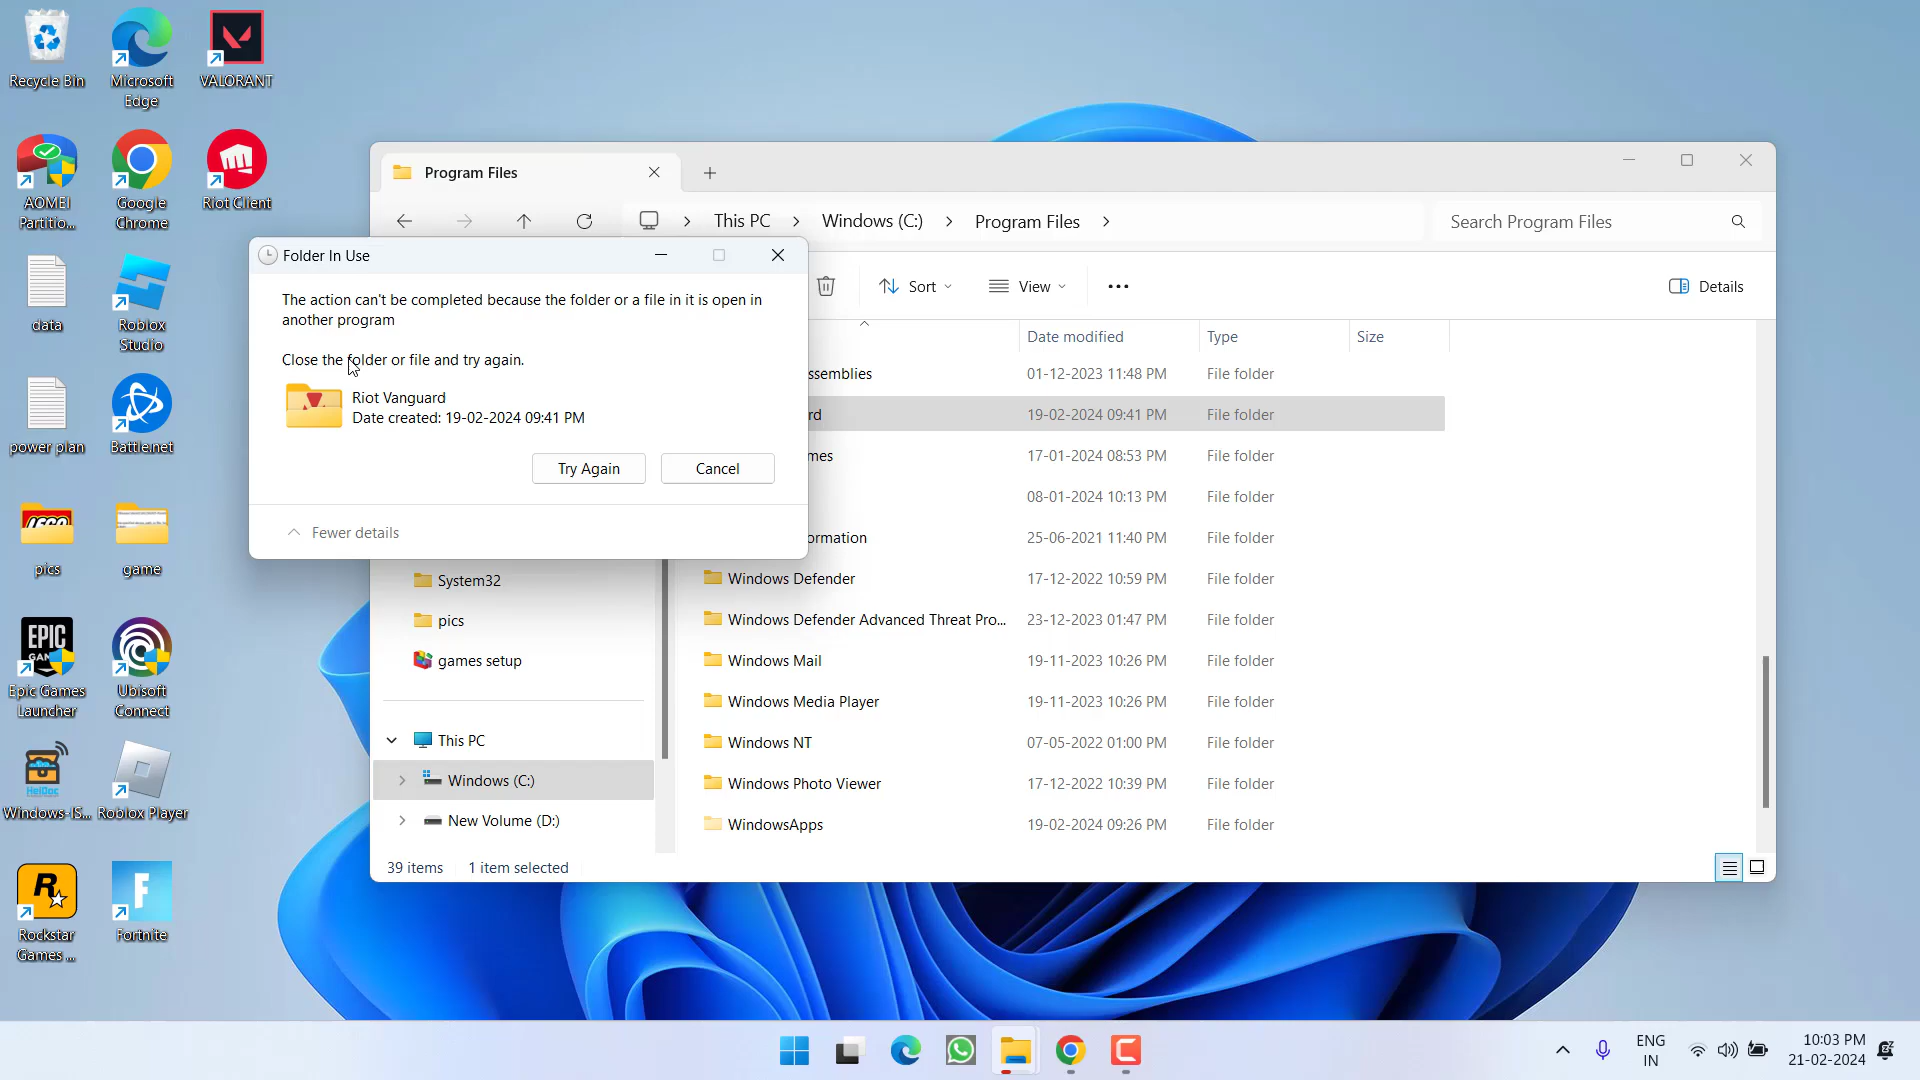 Recycle Bin
Microsoft
Edge
VALORANT
AOMEI
Partitio...
Google
Chrome
Riot Client
data
Roblox
Studio
power plan
Battle.net
LEGO
pics
game
EPIC
GAM
Epic Games
Launcher
Ubisoft
Connect
HeiDoc
Windows-IS...
Roblox Player
R
Rockstar
Games ...
F
Fortnite
Program Files
This PC
Windows (C:)
Program Files
Search Program Files
Sort
View
Details
Folder In Use
The action can't be completed because the folder or a file in it is open in
another program
Close the folder or file and try again.
Riot Vanguard
Date created: 19-02-2024 09:41 PM
Try Again
Cancel
Fewer details
Date modified
Type
Size
ssemblies
01-12-2023 11:48 PM
File folder
rd
19-02-2024 09:41 PM
File folder
mes
17-01-2024 08:53 PM
File folder
08-01-2024 10:13 PM
File folder
ormation
25-06-2021 11:40 PM
File folder
Windows Defender
17-12-2022 10:59 PM
File folder
Windows Defender Advanced Threat Pro...
23-12-2023 01:47 PM
File folder
Windows Mail
19-11-2023 10:26 PM
File folder
Windows Media Player
19-11-2023 10:26 PM
File folder
Windows NT
07-05-2022 01:00 PM
File folder
Windows Photo Viewer
17-12-2022 10:39 PM
File folder
WindowsApps
19-02-2024 09:26 PM
File folder
System32
pics
games setup
This PC
Windows (C:)
New Volume (D:)
39 items
1 item selected
ENG
IN
10:03 PM
21-02-2024